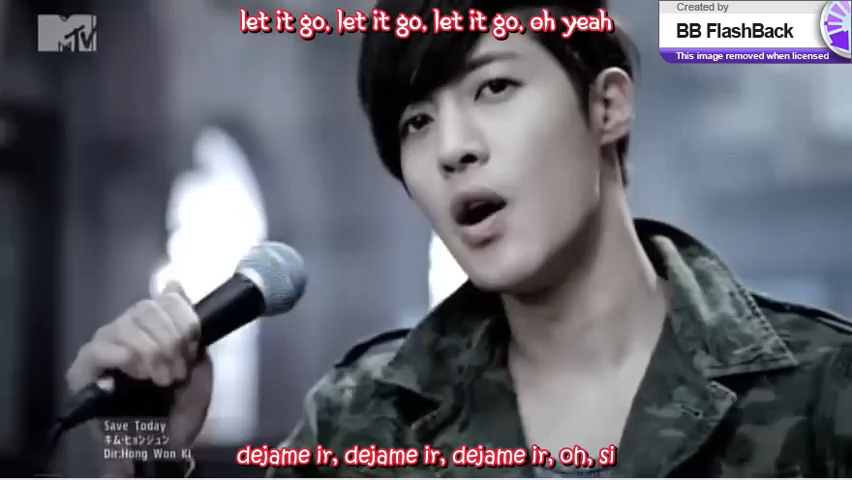 let it go, let it go, let it go, oh yeah
Created by
BB FlashBack
This image removed when licensed
MTV
Save Today
キム・ヒョンジュン
Dir:Hong Won Ki
dejame ir, dejame ir, dejame ir, oh, si